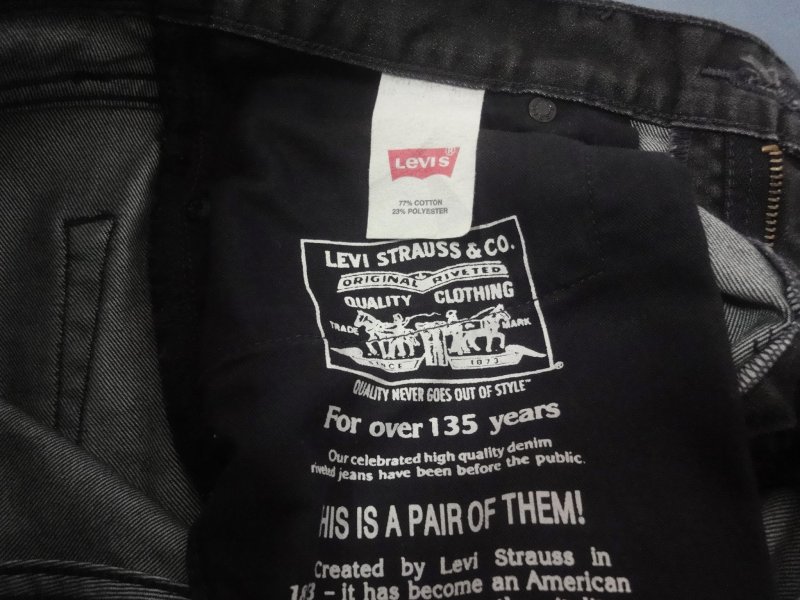 LEVI'S®
77% COTTON
23% POLYESTER
LEVI STRAUSS & CO.
ORIGINAL RIVETED
QUALITY CLOTHING
TRADE MARK
SINCE 1873
®
QUALITY NEVER GOES OUT OF STYLE™
For over 135 years
Our celebrated high quality denim
riveted jeans have been before the public.
HIS IS A PAIR OF THEM!
Created by Levi Strauss in
– it has become an American